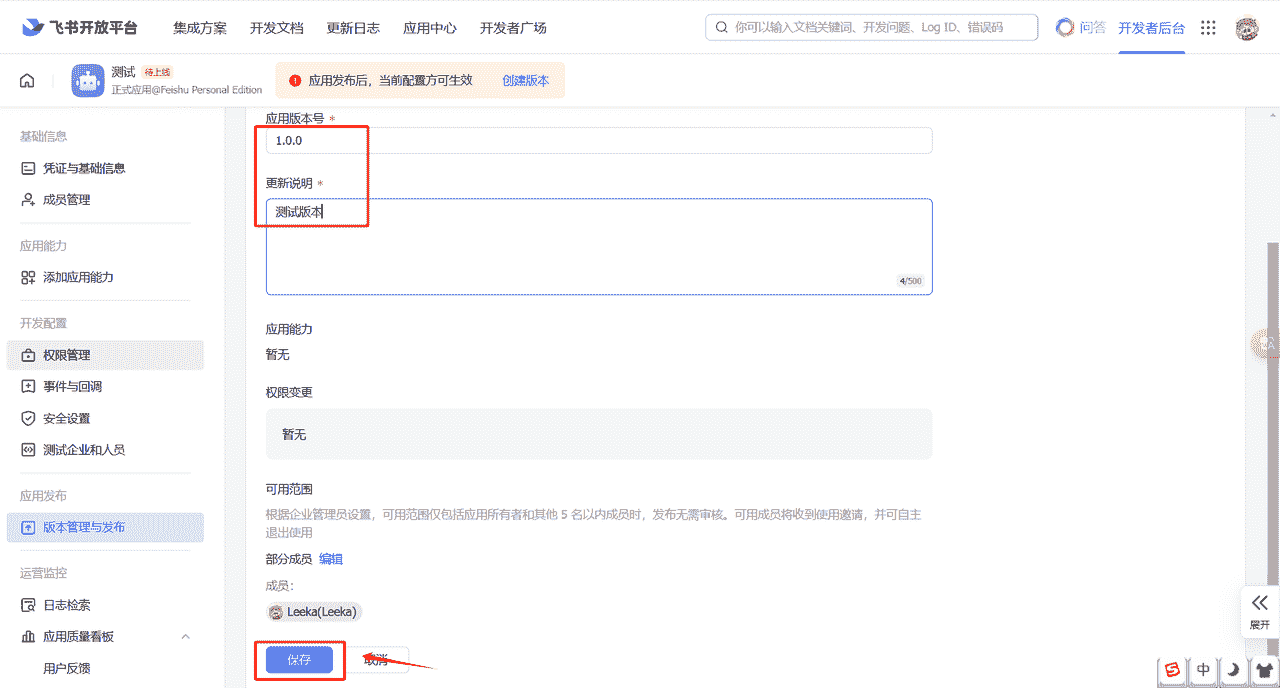 飞书开放平台
集成方案
开发文档
更新日志
应用中心
开发者广场
你可以输入文档关键词、开发问题、Log ID、错误码
问答
开发者后台
测试
待上线
正式应用@Feishu Personal Edition
应用发布后，当前配置方可生效
创建版本
基础信息
凭证与基础信息
成员管理
应用能力
添加应用能力
开发配置
权限管理
事件与回调
安全设置
测试企业和人员
应用发布
版本管理与发布
运营监控
日志检索
应用质量看板
用户反馈
应用版本号 *
1.0.0
更新说明 *
测试版本
4/500
应用能力
暂无
权限变更
暂无
可用范围
根据企业管理员设置，可用范围仅包括应用所有者和其他 5 名以内成员时，发布无需审核。可用成员将收到使用邀请，并可自主
退出使用
部分成员 编辑
成员：
Leeka(Leeka)
保存
取消
展开
中